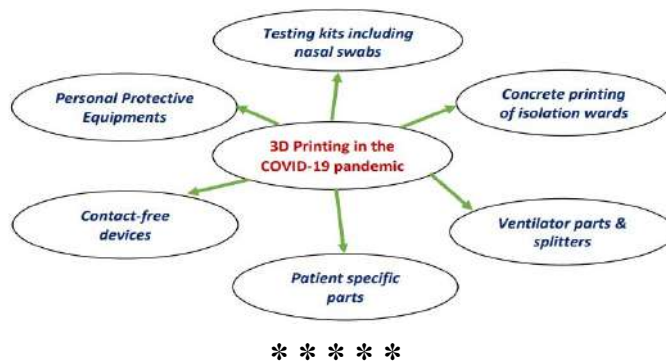 Testing kits including
nasal swabs
Personal Protective
Equipments
Concrete printing
of isolation wards
3D Printing in the
COVID-19 pandemic
Contact-free
devices
Ventilator parts &
splitters
Patient specific
parts
* * * * *